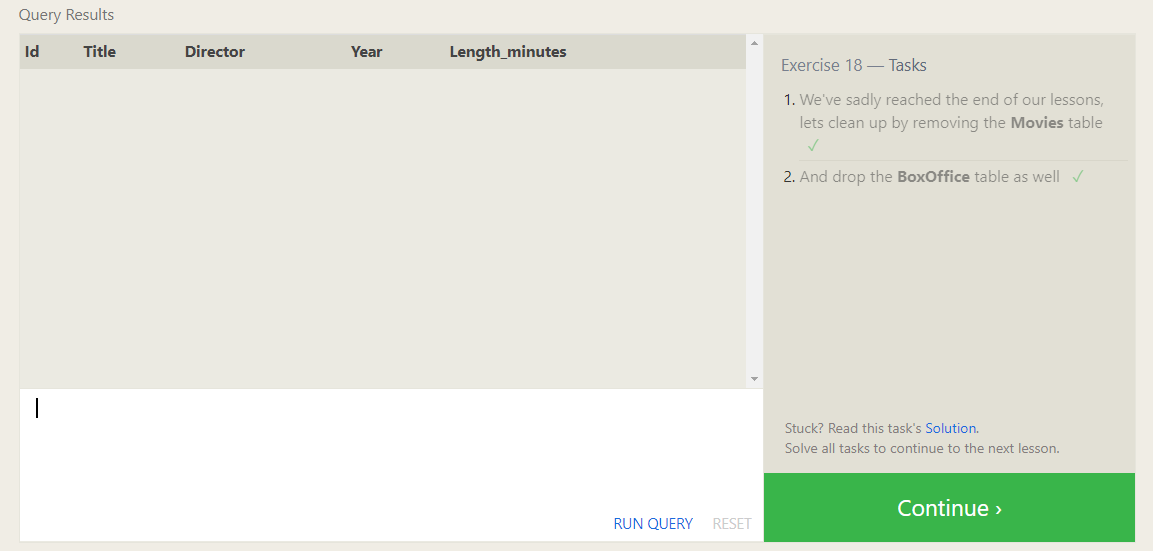 Query Results
Id Title Director Year Length_minutes
Exercise 18 — Tasks
1. We've sadly reached the end of our lessons,
lets clean up by removing the Movies table
✓
2. And drop the BoxOffice table as well ✓
Stuck? Read this task's Solution.
Solve all tasks to continue to the next lesson.
RUN QUERY RESET
Continue ›